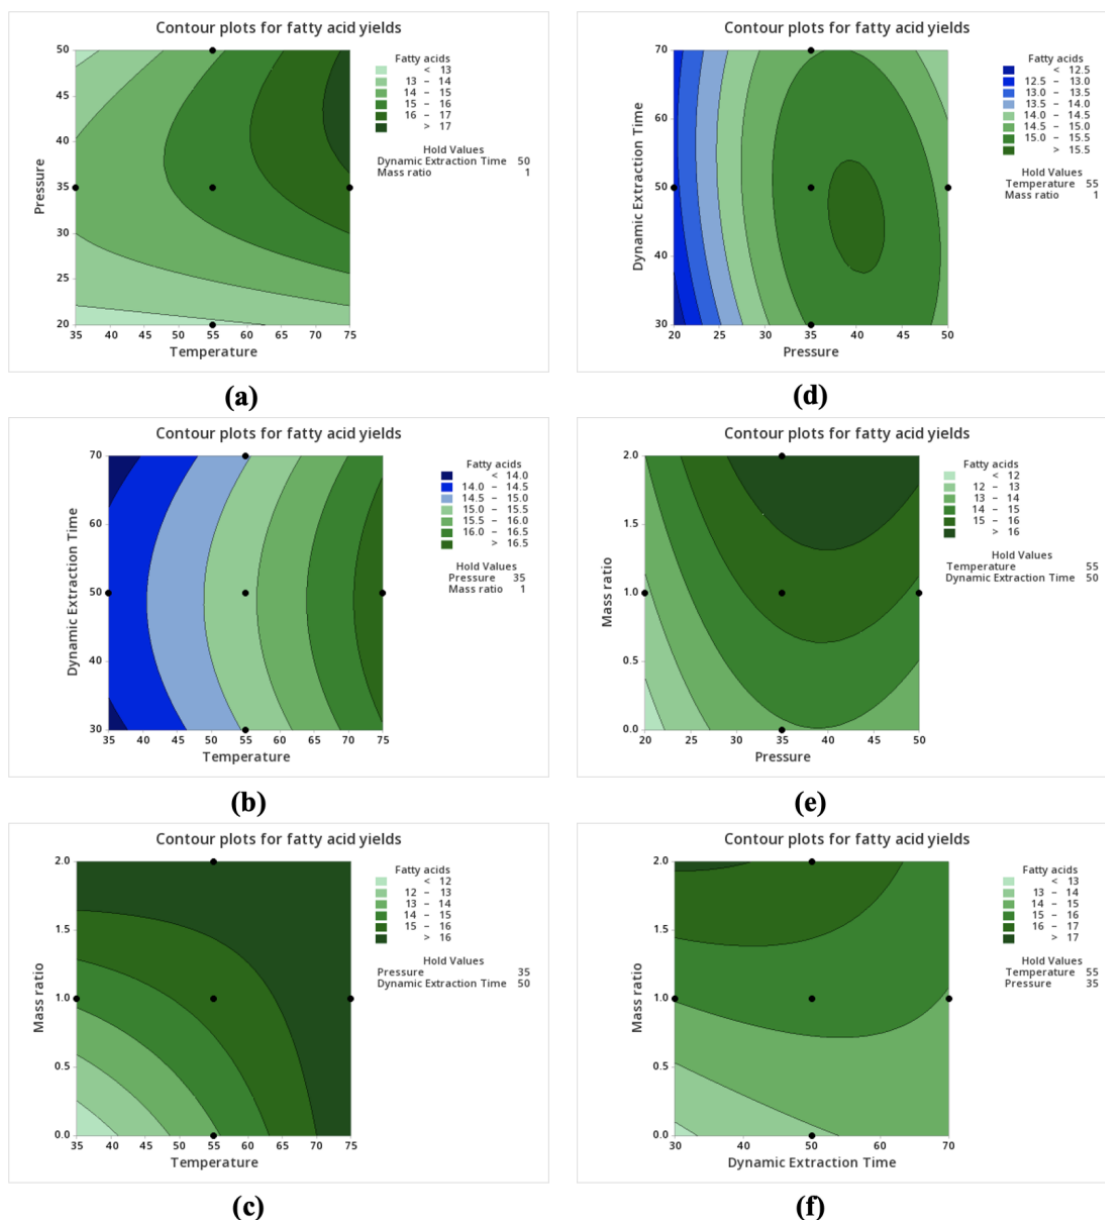 Contour plots for fatty acid yields
50
45
40
35
30
25
20
Pressure
35 40 45 50 55 60 65 70 75
Temperature
Fatty acids
< 13
13 – 14
14 – 15
15 – 16
16 – 17
> 17
Hold Values
Dynamic Extraction Time 50
Mass ratio 1
(a)
Contour plots for fatty acid yields
70
60
50
40
30
Dynamic Extraction Time
20 25 30 35 40 45 50
Pressure
Fatty acids
< 12.5
12.5 – 13.0
13.0 – 13.5
13.5 – 14.0
14.0 – 14.5
14.5 – 15.0
15.0 – 15.5
> 15.5
Hold Values
Temperature 55
Mass ratio 1
(d)
Contour plots for fatty acid yields
70
60
50
40
30
Dynamic Extraction Time
35 40 45 50 55 60 65 70 75
Temperature
Fatty acids
< 14.0
14.0 – 14.5
14.5 – 15.0
15.0 – 15.5
15.5 – 16.0
16.0 – 16.5
> 16.5
Hold Values
Pressure 35
Mass ratio 1
(b)
Contour plots for fatty acid yields
2.0
1.5
1.0
0.5
0.0
Mass ratio
20 25 30 35 40 45 50
Pressure
Fatty acids
< 12
12 – 13
13 – 14
14 – 15
15 – 16
> 16
Hold Values
Temperature 55
Dynamic Extraction Time 50
(e)
Contour plots for fatty acid yields
2.0
1.5
1.0
0.5
0.0
Mass ratio
35 40 45 50 55 60 65 70 75
Temperature
Fatty acids
< 12
12 – 13
13 – 14
14 – 15
15 – 16
> 16
Hold Values
Pressure 35
Dynamic Extraction Time 50
(c)
Contour plots for fatty acid yields
2.0
1.5
1.0
0.5
0.0
Mass ratio
30 40 50 60 70
Dynamic Extraction Time
Fatty acids
< 13
13 – 14
14 – 15
15 – 16
16 – 17
> 17
Hold Values
Temperature 55
Pressure 35
(f)